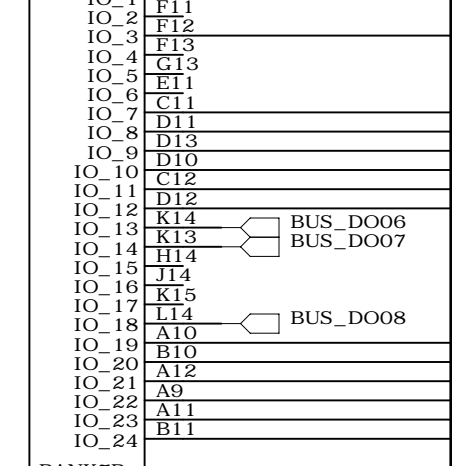 F11
IO_2
F12
IO_3
F13
IO_4
G13
IO_5
E11
IO_6
C11
IO_7
D11
IO_8
D13
IO_9
D10
IO_10
C12
IO_11
D12
IO_12
K14
IO_13 BUS_DO06
K13
IO_14 BUS_DO07
H14
IO_15
J14
IO_16
K15
IO_17
L14
IO_18 BUS_DO08
A10
IO_19
B10
IO_20
A12
IO_21
A9
IO_22
A11
IO_23
B11
IO_24